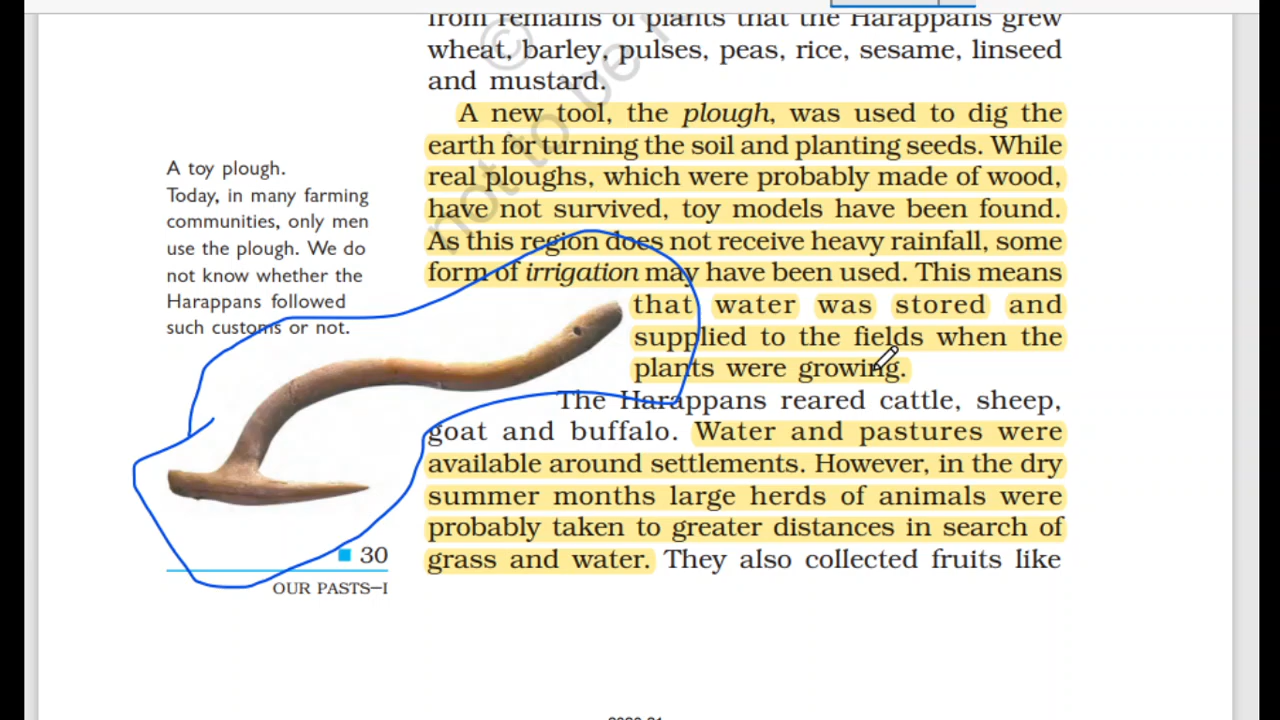 from remains of plants that the Harappans grew
wheat, barley, pulses, peas, rice, sesame, linseed
and mustard.
A new tool, the plough, was used to dig the
earth for turning the soil and planting seeds. While
real ploughs, which were probably made of wood,
have not survived, toy models have been found.
As this region does not receive heavy rainfall, some
form of irrigation may have been used. This means
that water was stored and
supplied to the fields when the
plants were growing.
The Harappans reared cattle, sheep,
goat and buffalo. Water and pastures were
available around settlements. However, in the dry
summer months large herds of animals were
probably taken to greater distances in search of
grass and water. They also collected fruits like
A toy plough.
Today, in many farming
communities, only men
use the plough. We do
not know whether the
Harappans followed
such customs or not.
30
OUR PASTS–I
©
not to be